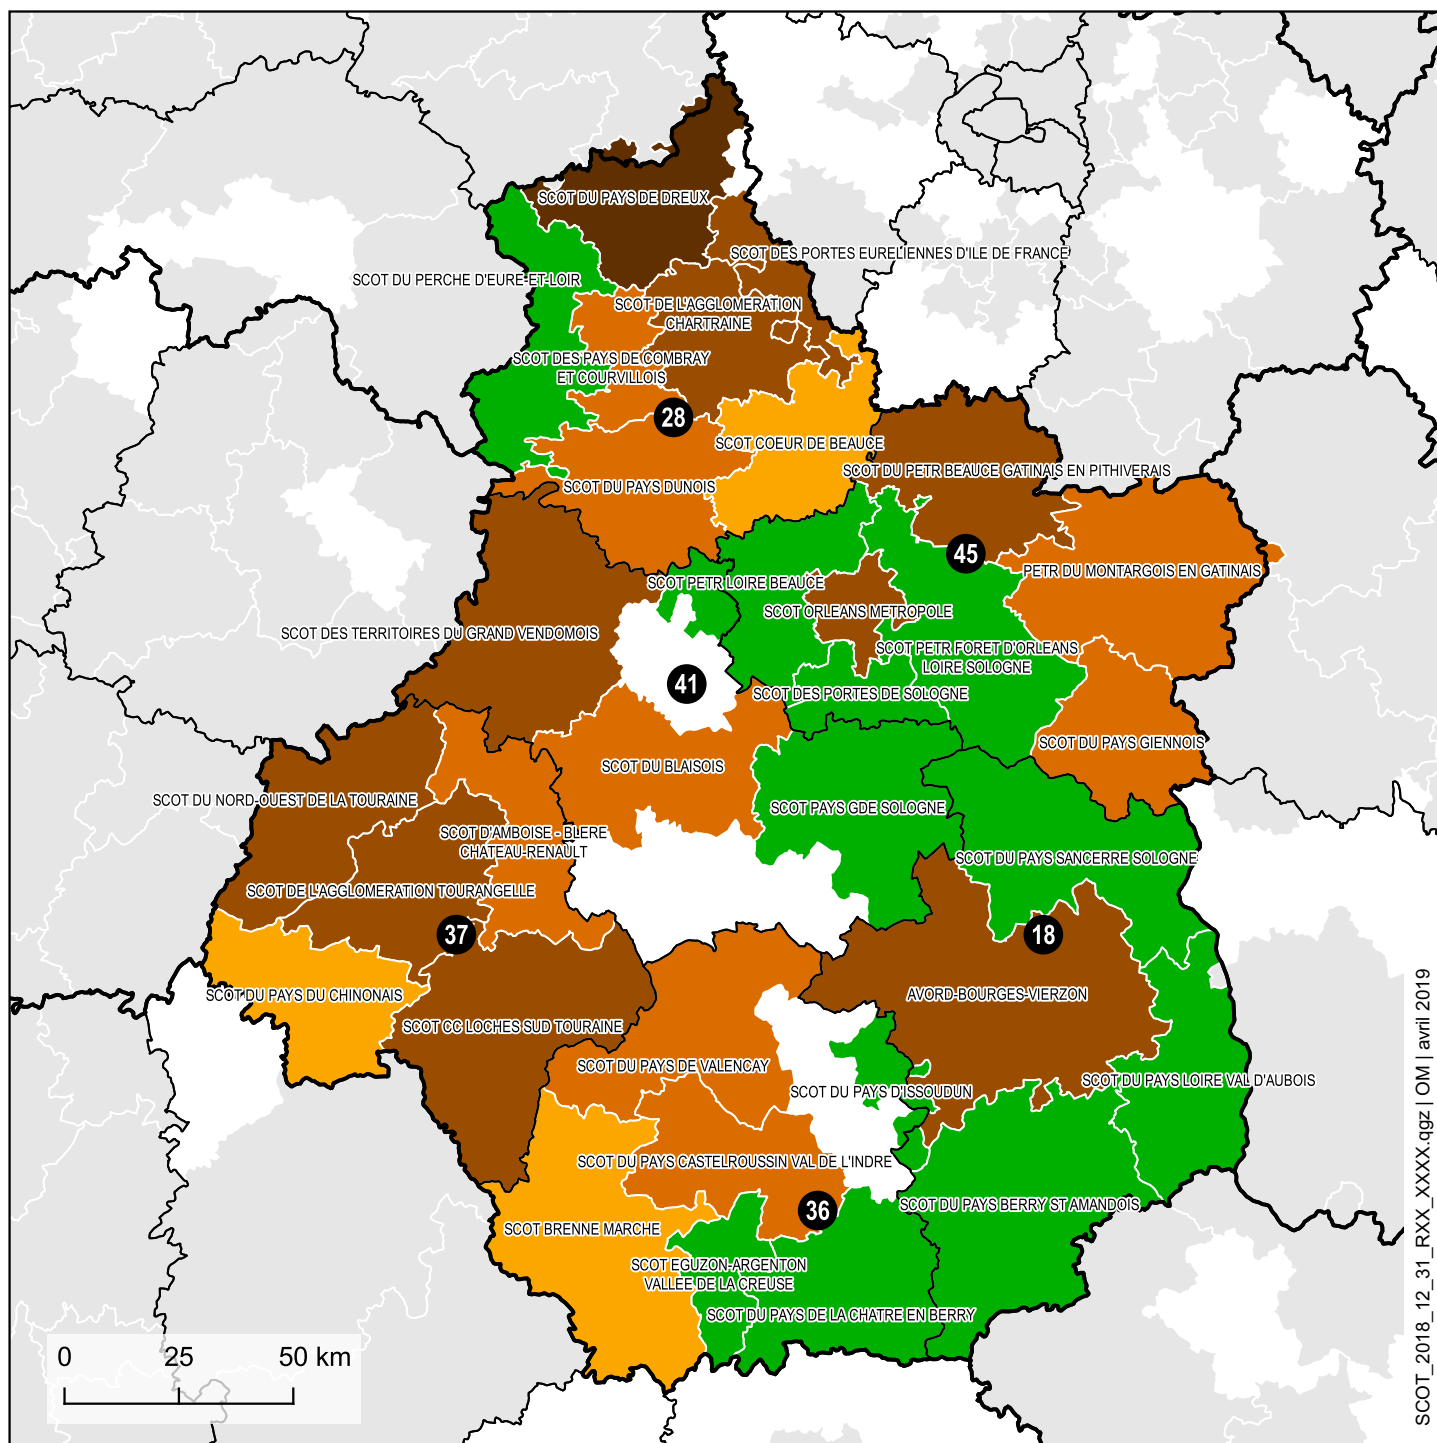 SCOT DU PAYS DE DREUX
SCOT DES PORTES EURELIENNES D'ILE DE FRANCE
SCOT DU PERCHE D'EURE-ET-LOIR
SCOT DE L'AGGLOMERATION
CHARTRAINE
SCOT DES PAYS DE COMBRAY
ET COURVILLOIS
28
SCOT COEUR DE BEAUCE
SCOT DU PETR BEAUCE GATINAIS EN PITHIVERAIS
SCOT DU PAYS DUNOIS
45
PETR DU MONTARGOIS EN GATINAIS
SCOT PETR LOIRE BEAUCE
SCOT ORLEANS METROPOLE
SCOT DES TERRITOIRES DU GRAND VENDOMOIS
SCOT PETR FORET D'ORLEANS
LOIRE SOLOGNE
41
SCOT DES PORTES DE SOLOGNE
SCOT DU PAYS GIENNOIS
SCOT DU BLAISOIS
SCOT DU NORD-OUEST DE LA TOURAINE
SCOT PAYS GDE SOLOGNE
SCOT D'AMBOISE - BLERE
CHATEAU-RENAULT
SCOT DU PAYS SANCERRE SOLOGNE
SCOT DE L'AGGLOMERATION TOURANGELLE
37
18
SCOT DU PAYS DU CHINONAIS
AVORD-BOURGES-VIERZON
SCOT CC LOCHES SUD TOURAINE
SCOT DU PAYS DE VALENCAY
SCOT DU PAYS D'ISSOUDUN
SCOT DU PAYS LOIRE VAL D'AUBOIS
SCOT DU PAYS CASTELROUSSIN VAL DE L'INDRE
SCOT DU PAYS BERRY ST AMANDOIS
36
SCOT BRENNE MARCHE
SCOT EGUZON-ARGENTON
VALLEE DE LA CREUSE
SCOT DU PAYS DE LA CHATRE EN BERRY
0 25 50 km
SCOT_2018_12_31_RXX_XXXX.qgz | OM | avril 2019